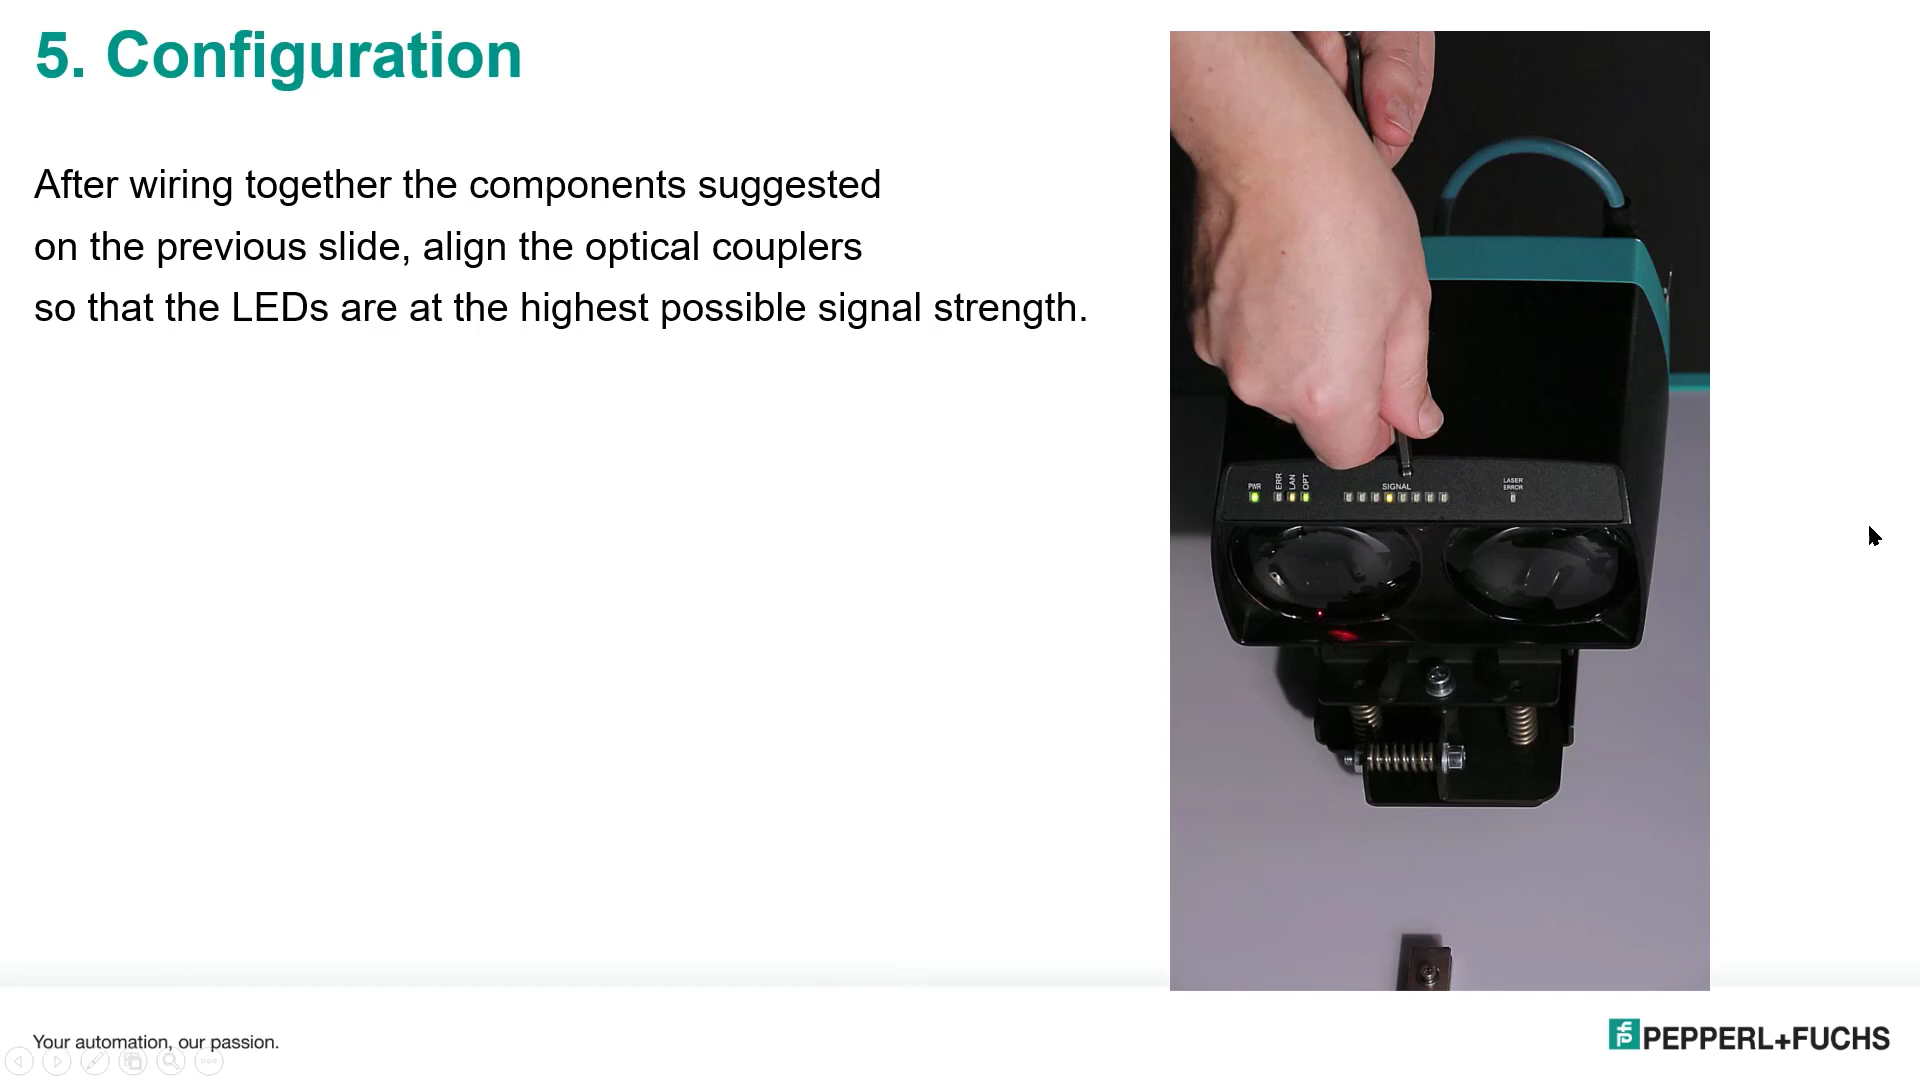 5. Configuration
After wiring together the components suggested
on the previous slide, align the optical couplers
so that the LEDs are at the highest possible signal strength.
PWR
ERR
LAN
OPT
SIGNAL
LASER
ERROR
Your automation, our passion.
PEPPERL+FUCHS